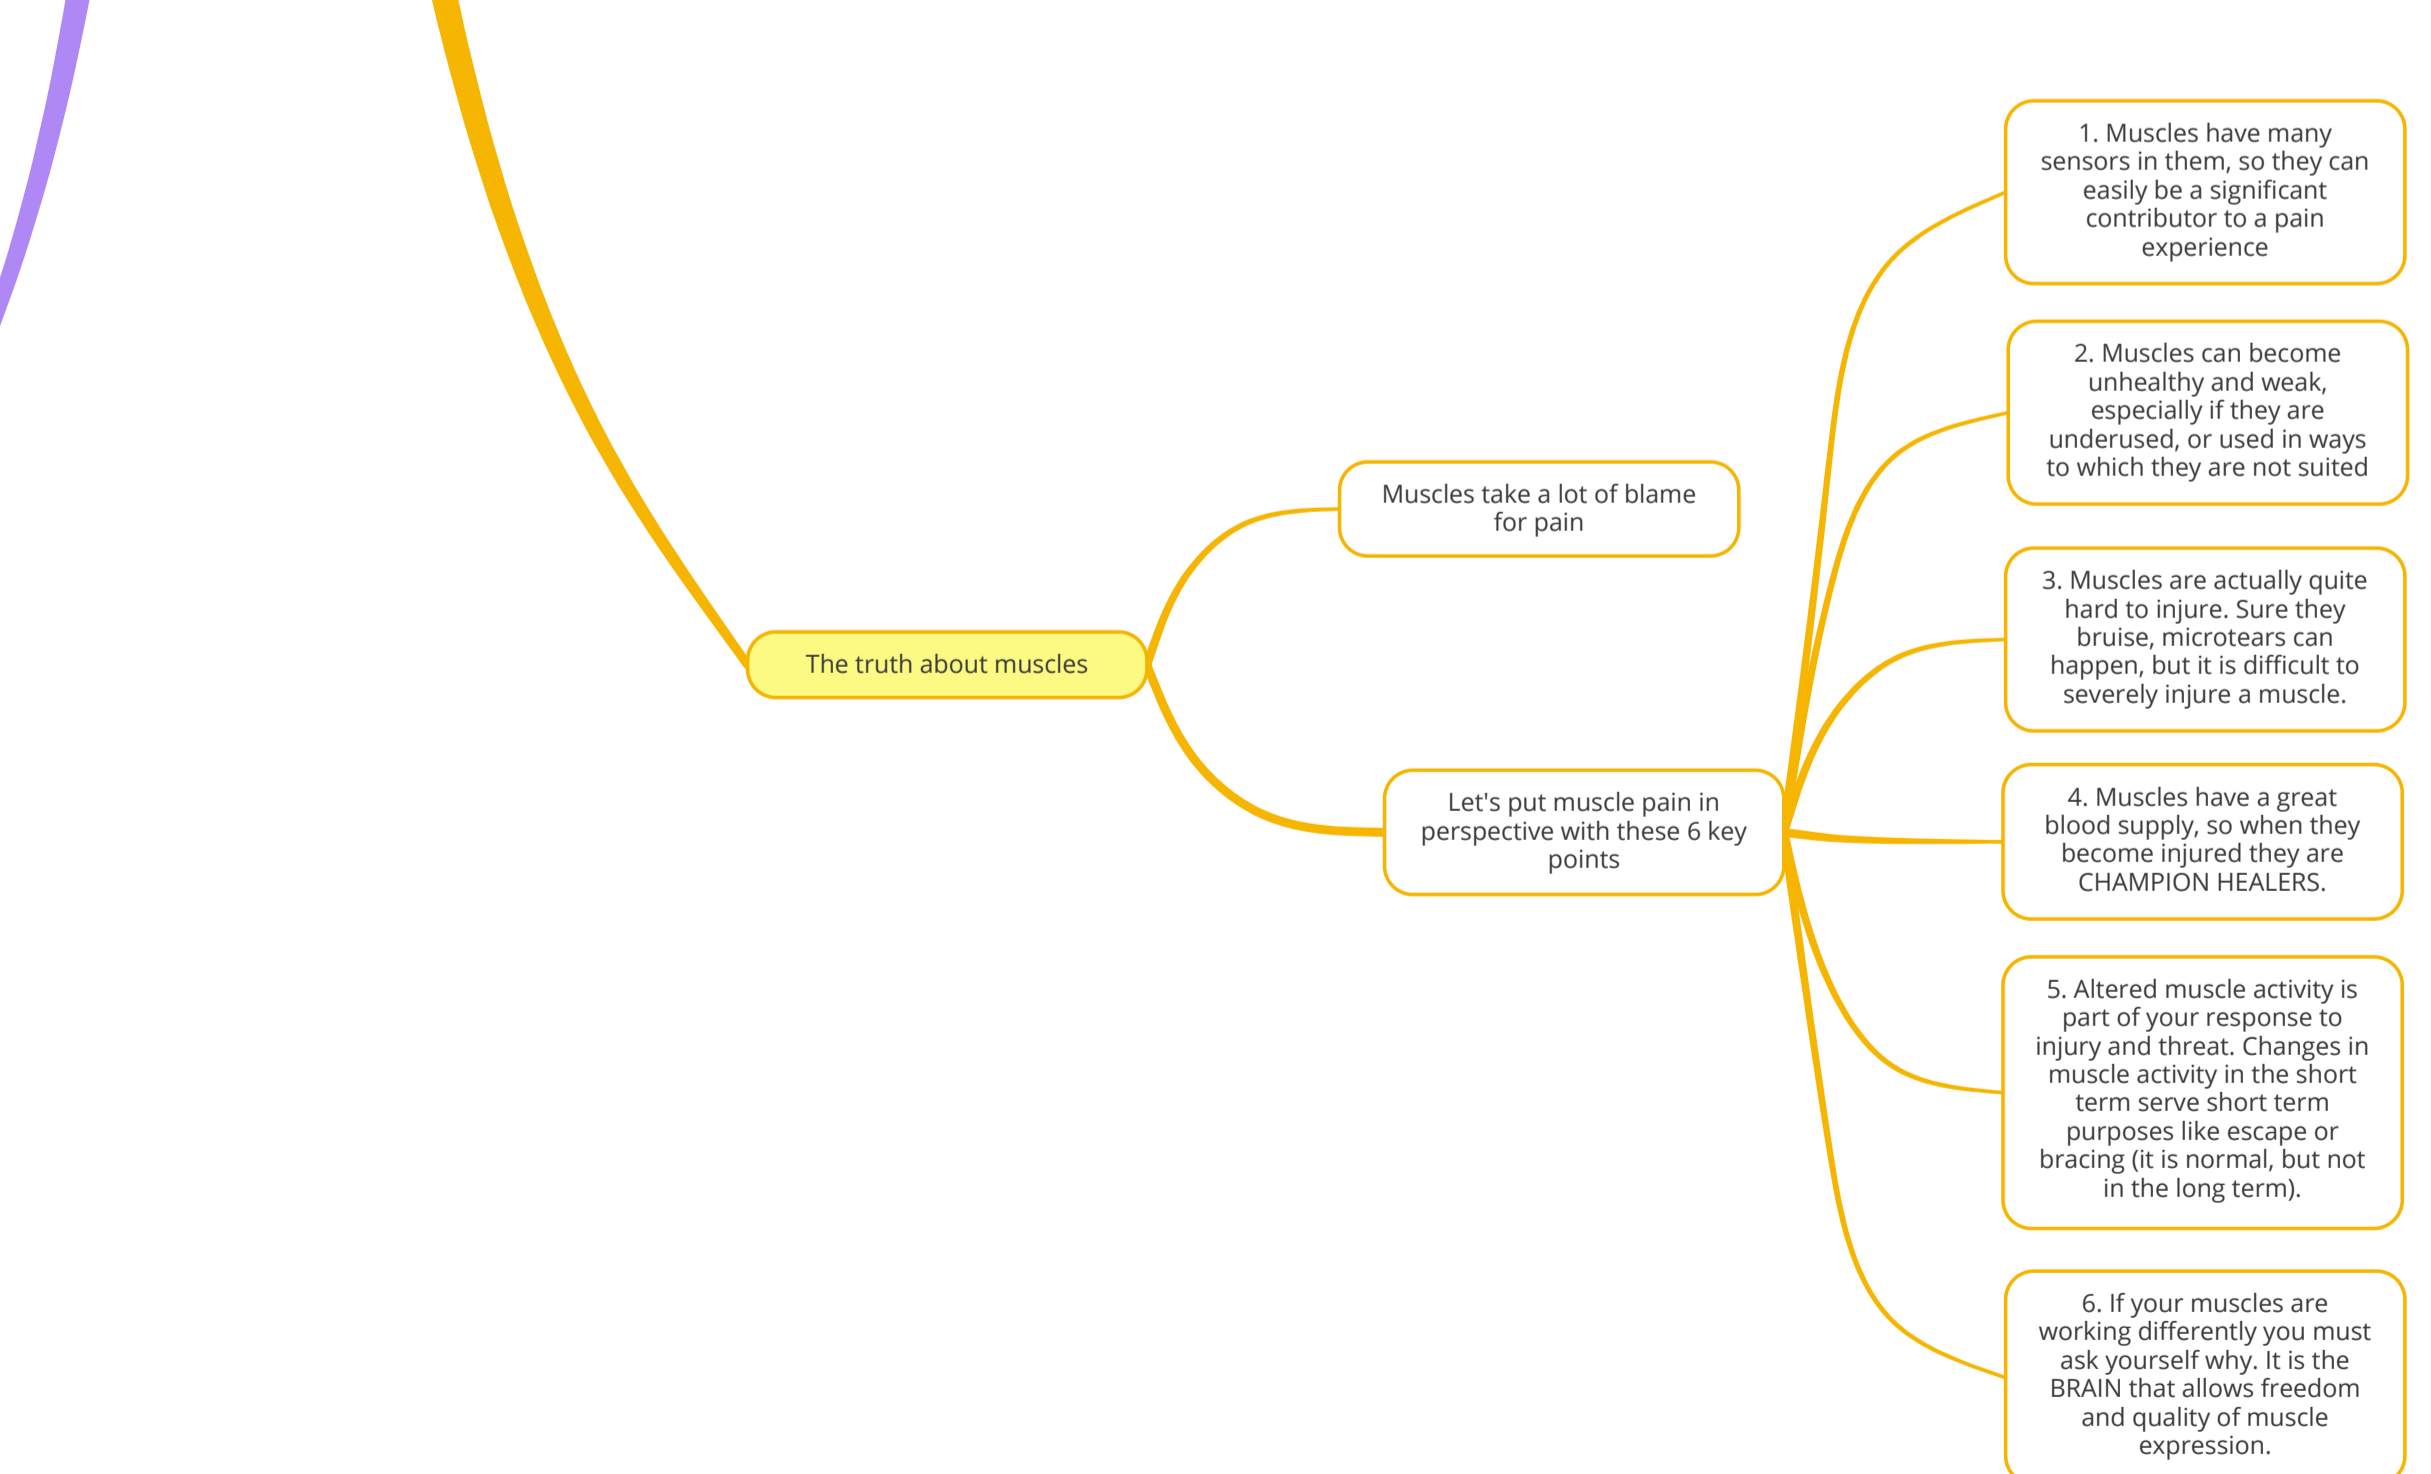 The truth about muscles
Muscles take a lot of blame
for pain
Let's put muscle pain in
perspective with these 6 key
points
1. Muscles have many
sensors in them, so they can
easily be a significant
contributor to a pain
experience
2. Muscles can become
unhealthy and weak,
especially if they are
underused, or used in ways
to which they are not suited
3. Muscles are actually quite
hard to injure. Sure they
bruise, microtears can
happen, but it is difficult to
severely injure a muscle.
4. Muscles have a great
blood supply, so when they
become injured they are
CHAMPION HEALERS.
5. Altered muscle activity is
part of your response to
injury and threat. Changes in
muscle activity in the short
term serve short term
purposes like escape or
bracing (it is normal, but not
in the long term).
6. If your muscles are
working differently you must
ask yourself why. It is the
BRAIN that allows freedom
and quality of muscle
expression.